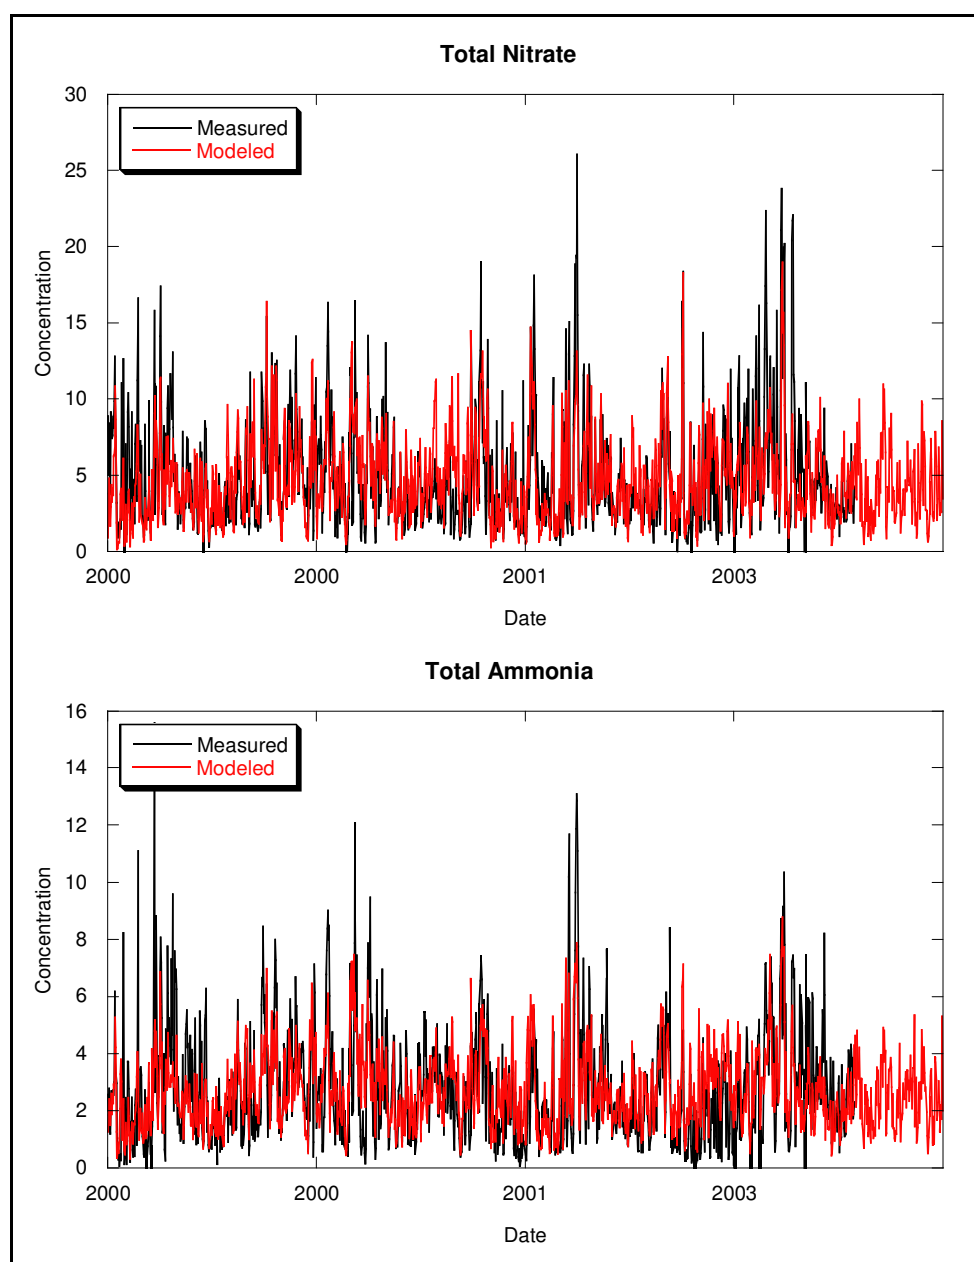 Total Nitrate
30
25
20
15
10
5
0
Concentration
Measured
Modeled
2000 2000 2001 2003
Date
Total Ammonia
16
14
12
10
8
6
4
2
0
Concentration
Measured
Modeled
2000 2000 2001 2003
Date